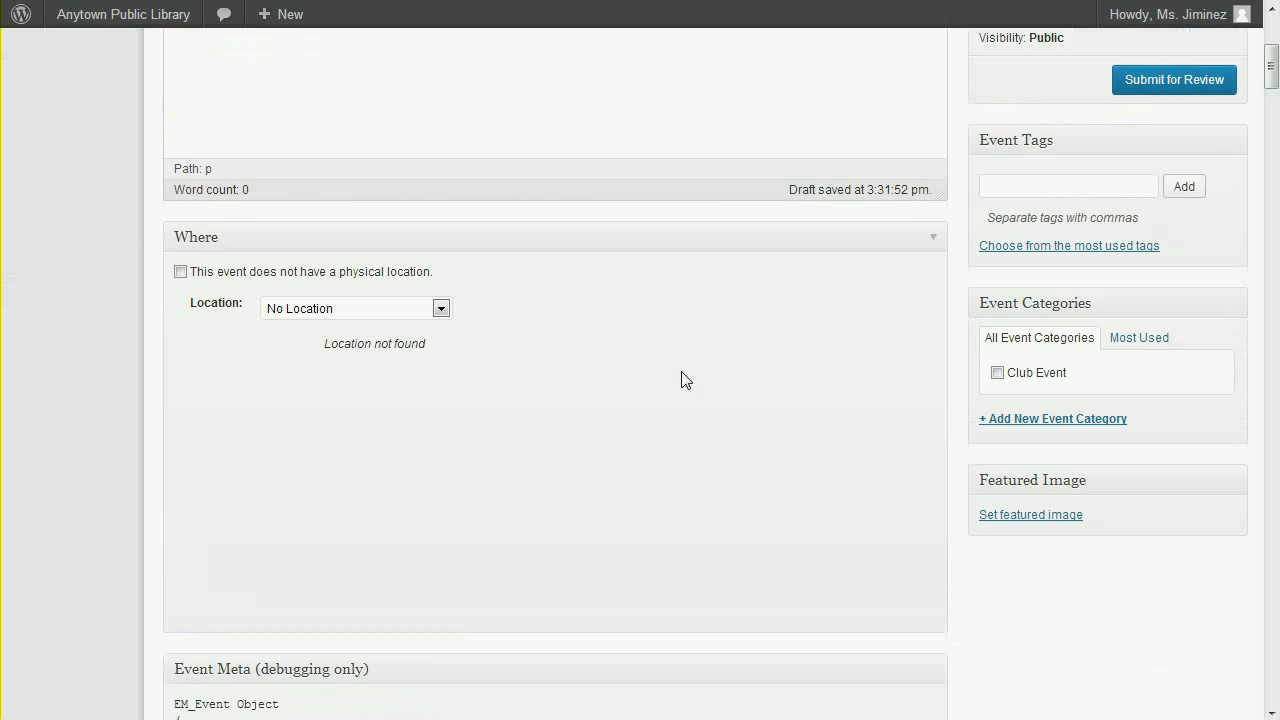 Anytown Public Library
New
Howdy, Ms. Jiminez
Visibility: Public
Submit for Review
Path: p
Word count: 0
Draft saved at 3:31:52 pm.
Where
This event does not have a physical location.
Location:
No Location
Location not found
Event Meta (debugging only)
EM_Event Object
(
Event Tags
Add
Separate tags with commas
Choose from the most used tags
Event Categories
All Event Categories
Most Used
Club Event
+ Add New Event Category
Featured Image
Set featured image